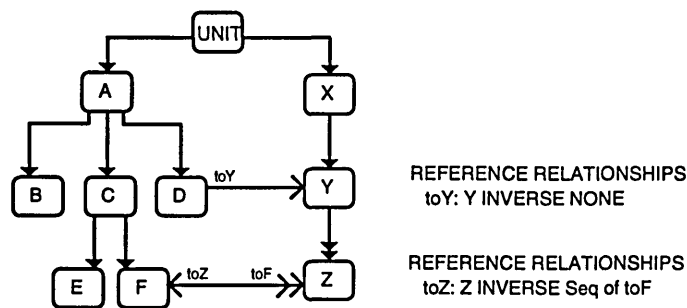 UNIT
A
X
B
C
D
toY
Y
REFERENCE RELATIONSHIPS
toY: Y INVERSE NONE
E
F
toZ
toF
Z
REFERENCE RELATIONSHIPS
toZ: Z INVERSE Seq of toF